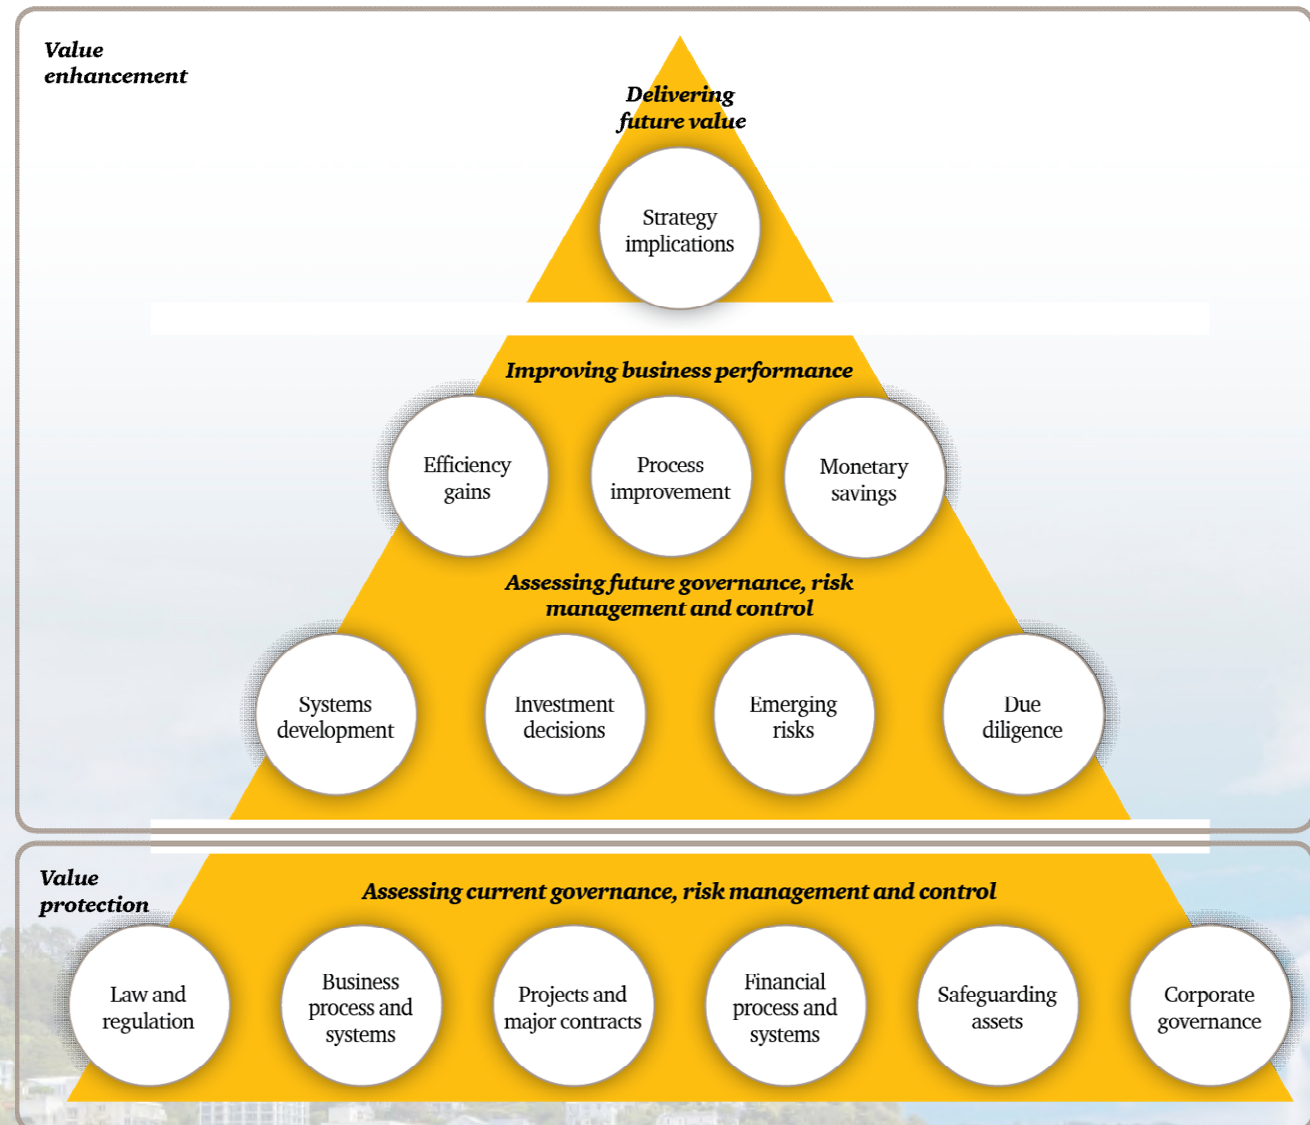 Value
enhancement
Delivering
future value
Strategy
implications
Improving business performance
Efficiency
gains
Process
improvement
Monetary
savings
Assessing future governance, risk
management and control
Systems
development
Investment
decisions
Emerging
risks
Due
diligence
Value
protection
Assessing current governance, risk management and control
Law and
regulation
Business
process and
systems
Projects and
major contracts
Financial
process and
systems
Safeguarding
assets
Corporate
governance